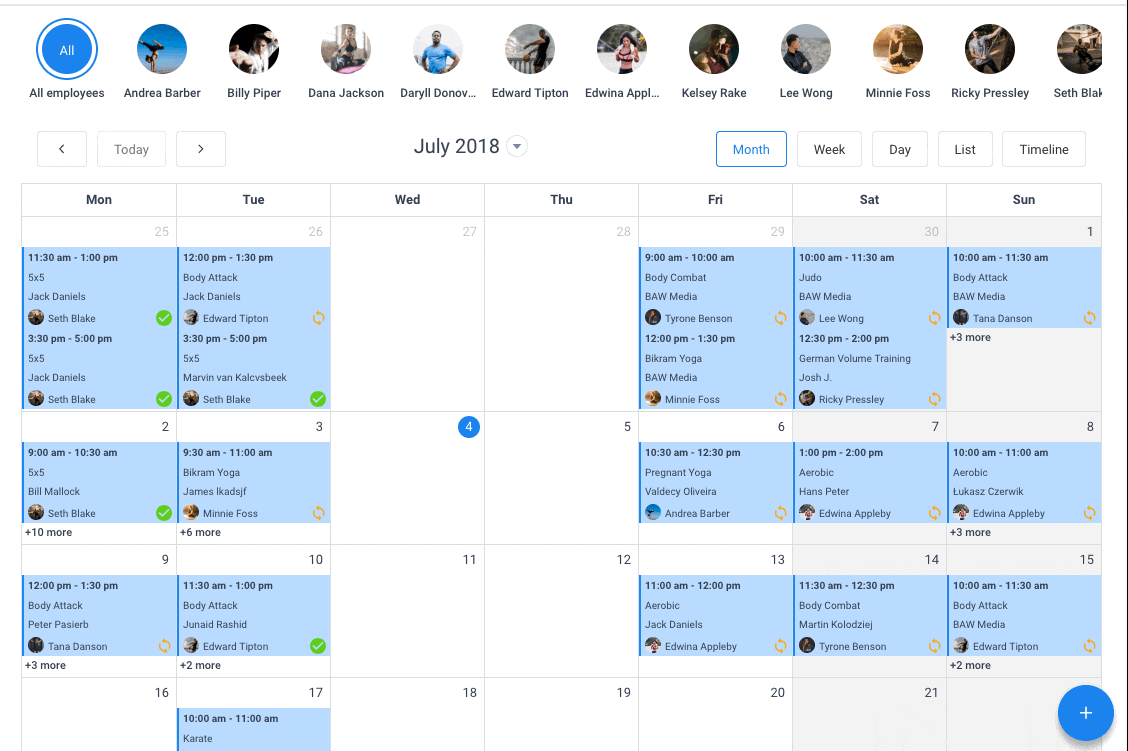 All
All employees
Andrea Barber
Billy Piper
Dana Jackson
Daryll Donov...
Edward Tipton
Edwina Appl...
Kelsey Rake
Lee Wong
Minnie Foss
Ricky Pressley
Seth Blak
Today
July 2018
Month
Week
Day
List
Timeline
Mon Tue Wed Thu Fri Sat Sun
25
11:30 am - 1:00 pm
5x5
Jack Daniels
Seth Blake
3:30 pm - 5:00 pm
5x5
Jack Daniels
Seth Blake
26
12:00 pm - 1:30 pm
Body Attack
Jack Daniels
Edward Tipton
3:30 pm - 5:00 pm
5x5
Marvin van Kalcvsbeek
Seth Blake
27
28
29
9:00 am - 10:00 am
Body Combat
BAW Media
Tyrone Benson
12:00 pm - 1:30 pm
Bikram Yoga
BAW Media
Minnie Foss
30
10:00 am - 11:30 am
Judo
BAW Media
Lee Wong
12:30 pm - 2:00 pm
German Volume Training
Josh J.
Ricky Pressley
1
10:00 am - 11:30 am
Body Attack
BAW Media
Tana Danson
+3 more
2
9:00 am - 10:30 am
5x5
Bill Mallock
Seth Blake
+10 more
3
9:30 am - 11:00 am
Bikram Yoga
James lkadsjf
Minnie Foss
+6 more
4
5
6
10:30 am - 12:30 pm
Pregnant Yoga
Valdecy Oliveira
Andrea Barber
7
1:00 pm - 2:00 pm
Aerobic
Hans Peter
Edwina Appleby
8
10:00 am - 11:00 am
Aerobic
Łukasz Czerwik
Edwina Appleby
+3 more
9
12:00 pm - 1:30 pm
Body Attack
Peter Pasierb
Tana Danson
+3 more
10
11:30 am - 1:00 pm
Body Attack
Junaid Rashid
Edward Tipton
+2 more
11
12
13
11:00 am - 12:00 pm
Aerobic
Jack Daniels
Edwina Appleby
14
11:30 am - 12:30 pm
Body Combat
Martin Kolodziej
Tyrone Benson
15
10:00 am - 11:30 am
Body Attack
BAW Media
Edward Tipton
+2 more
16
17
10:00 am - 11:00 am
Karate
18
19
20
21
+